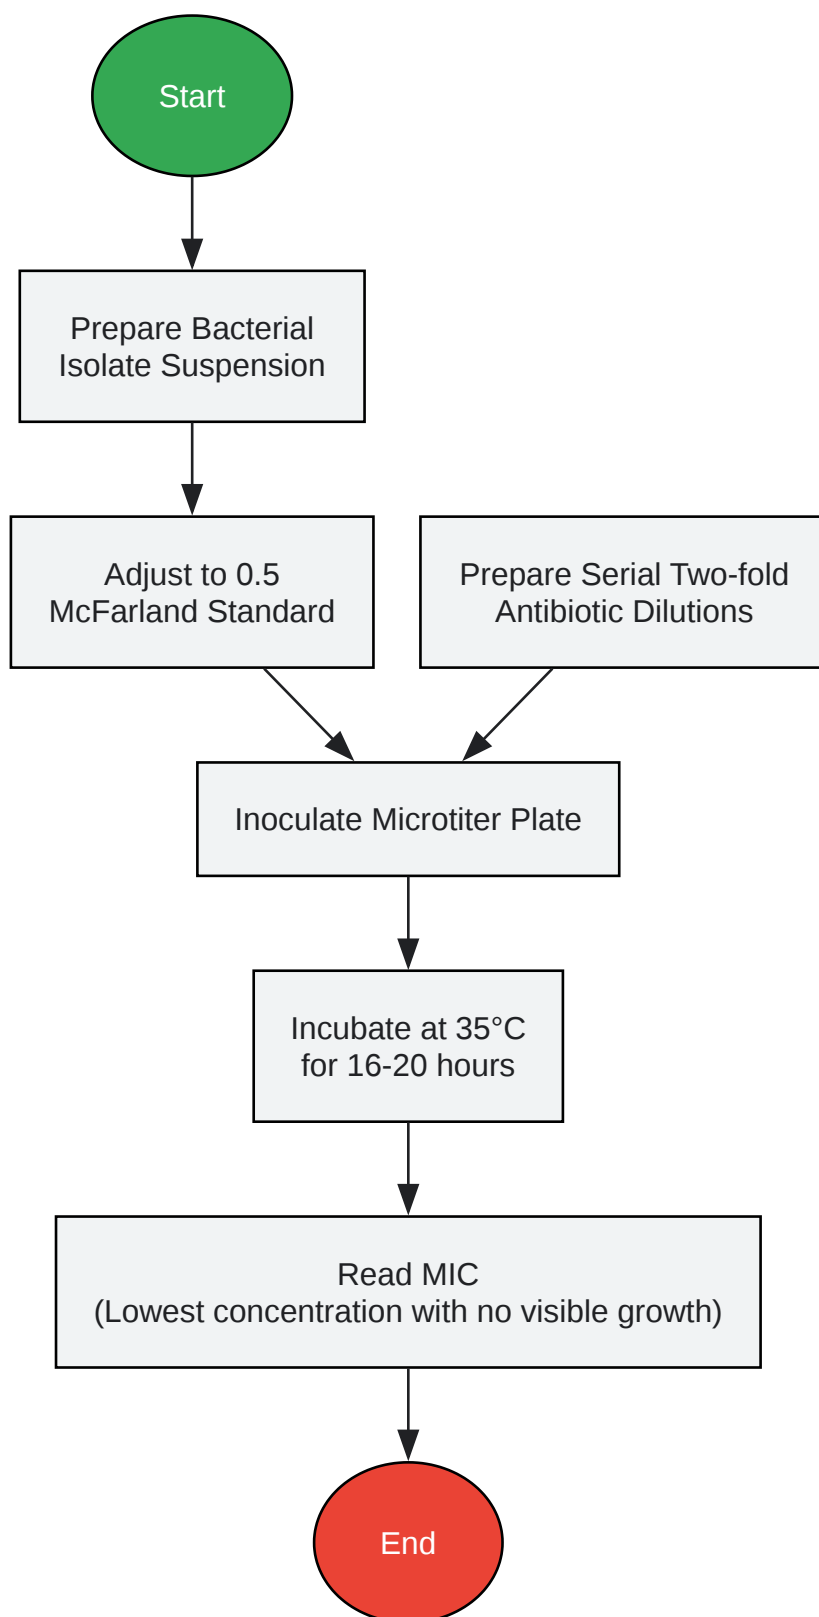 Start
Prepare Bacterial
Isolate Suspension
Adjust to 0.5
McFarland Standard
Prepare Serial Two-fold
Antibiotic Dilutions
Inoculate Microtiter Plate
Incubate at 35°C
for 16-20 hours
Read MIC
(Lowest concentration with no visible growth)
End